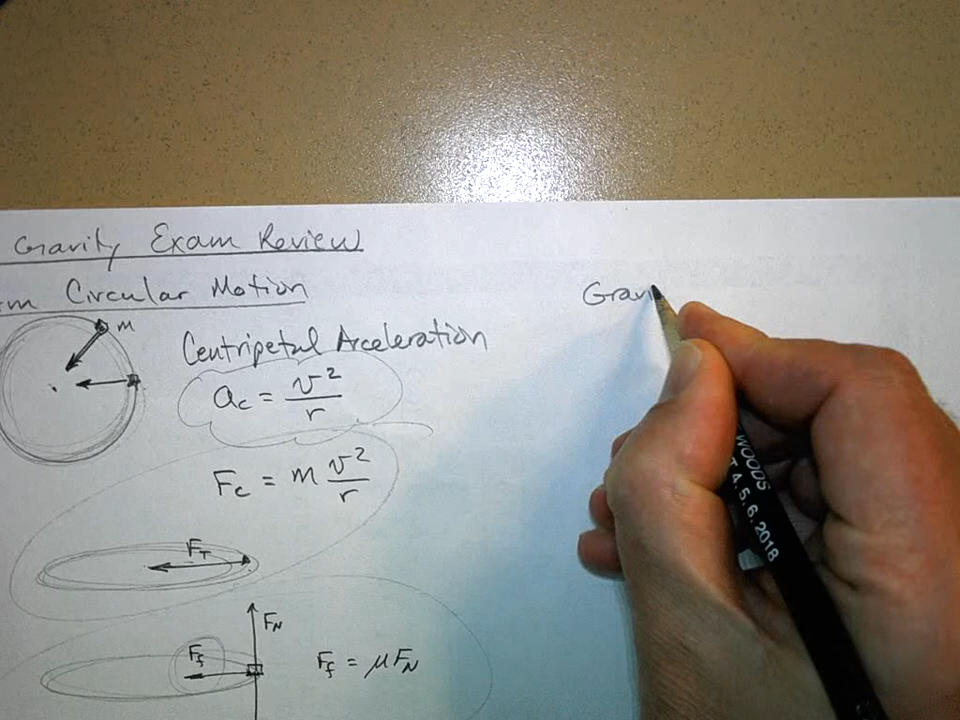 Gravity Exam Review
m Circular Motion
m
Centripetal Acceleration
ac = v²/r
Fc = m v²/r
FT
FN
Ff
Ff = μFN
Grav
WOODS
T 4.5.6.2018